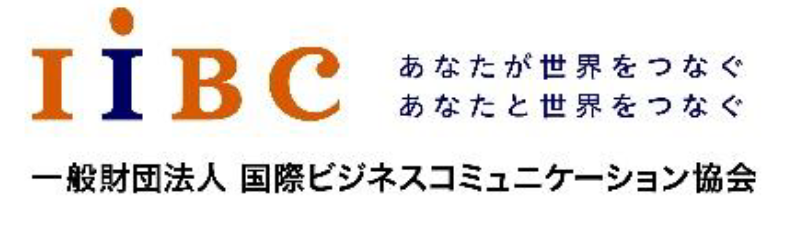 IiBC
あなたが世界をつなぐ
あなたと世界をつなぐ
一般財団法人 国際ビジネスコミュニケーション協会